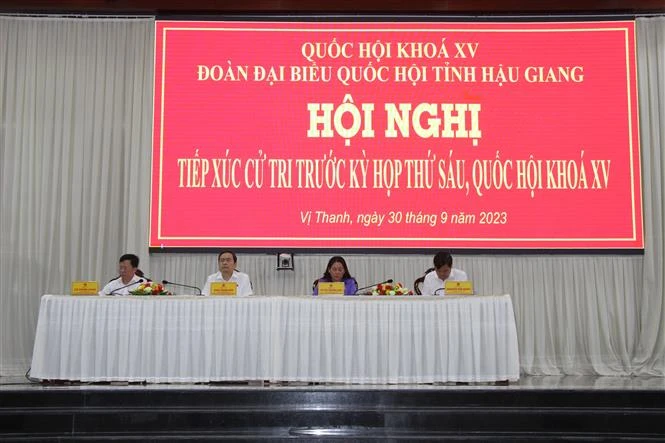 QUỐC HỘI KHOÁ XV
ĐOÀN ĐẠI BIỂU QUỐC HỘI TỈNH HẬU GIANG
HỘI NGHỊ
TIẾP XÚC CỬ TRI TRƯỚC KỲ HỌP THỨ SÁU, QUỐC HỘI KHOÁ XV
Vị Thanh, ngày 30 tháng 9 năm 2023